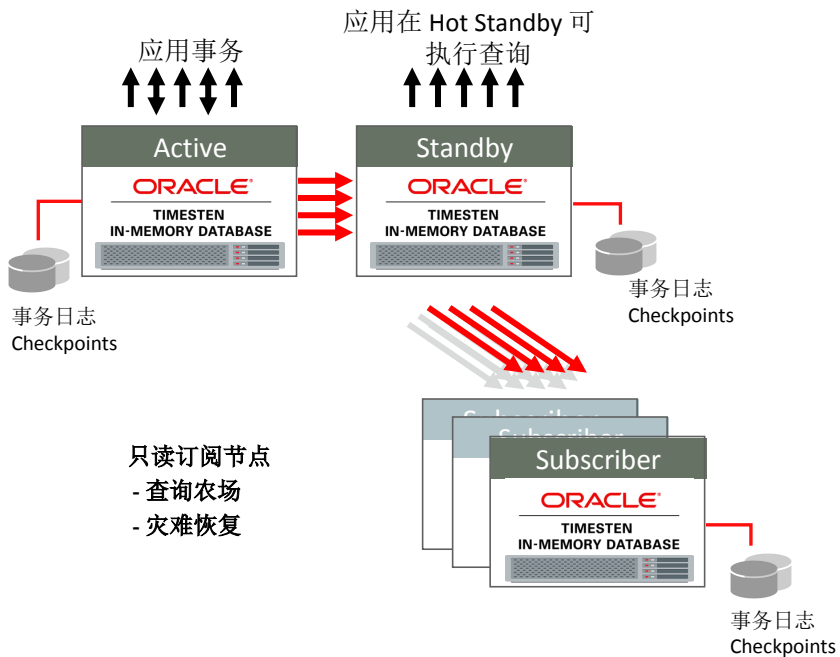 应用事务
应用在 Hot Standby 可
执行查询
Active
ORACLE®
TIMESTEN
IN-MEMORY DATABASE
Standby
ORACLE®
TIMESTEN
IN-MEMORY DATABASE
事务日志
Checkpoints
事务日志
Checkpoints
Subscriber
Subscriber
Subscriber
ORACLE®
TIMESTEN
IN-MEMORY DATABASE
只读订阅节点
- 查询农场
- 灾难恢复
事务日志
Checkpoints